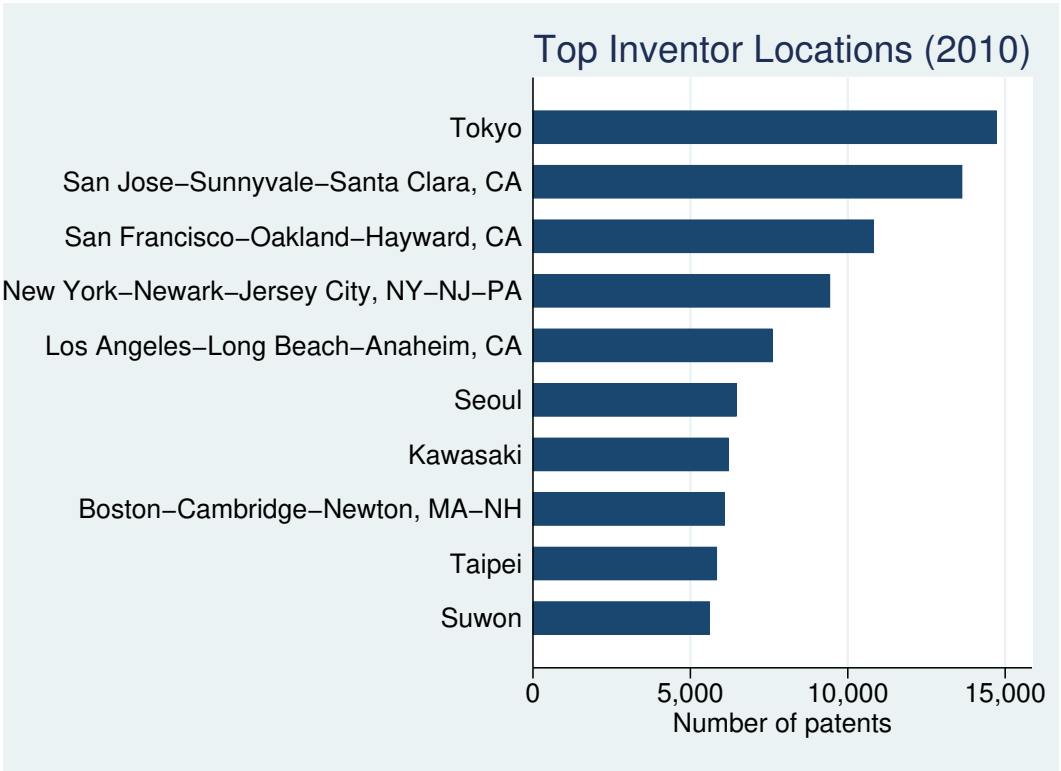 Top Inventor Locations (2010)
Tokyo
San Jose−Sunnyvale−Santa Clara, CA
San Francisco−Oakland−Hayward, CA
New York−Newark−Jersey City, NY−NJ−PA
Los Angeles−Long Beach−Anaheim, CA
Seoul
Kawasaki
Boston−Cambridge−Newton, MA−NH
Taipei
Suwon
0 5,000 10,000 15,000
Number of patents